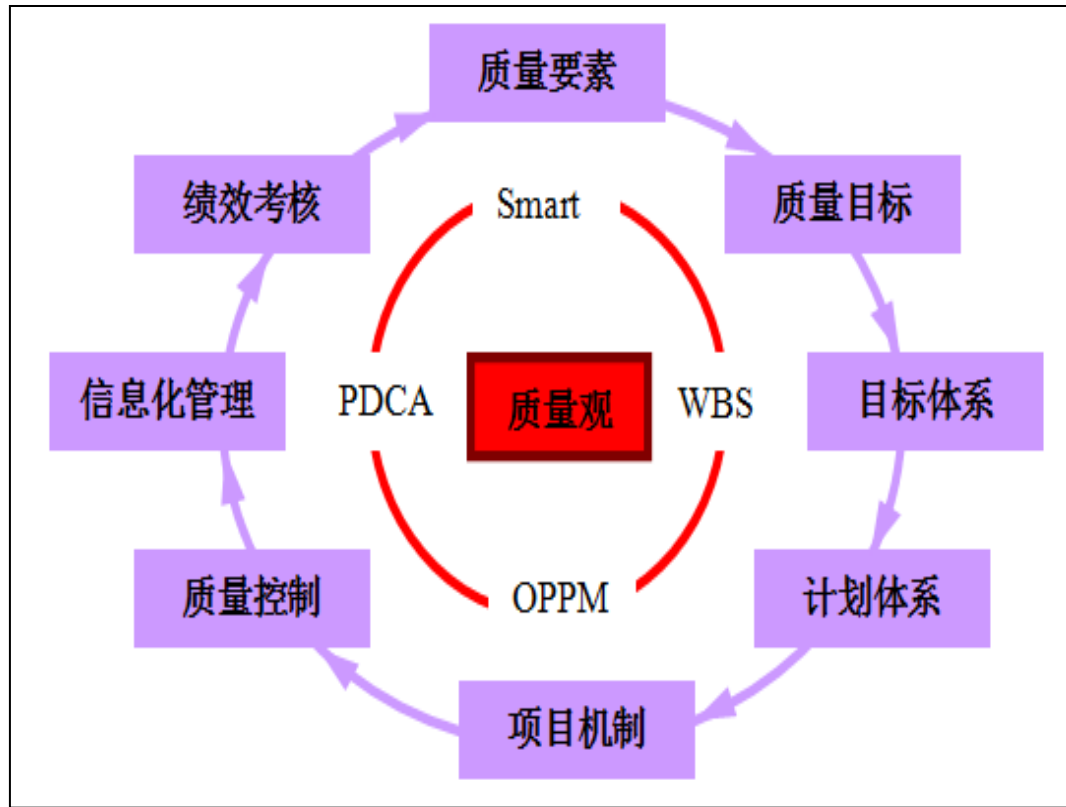 质量要素
绩效考核
Smart
质量目标
信息化管理
PDCA
质量观
WBS
目标体系
质量控制
OPPM
计划体系
项目机制